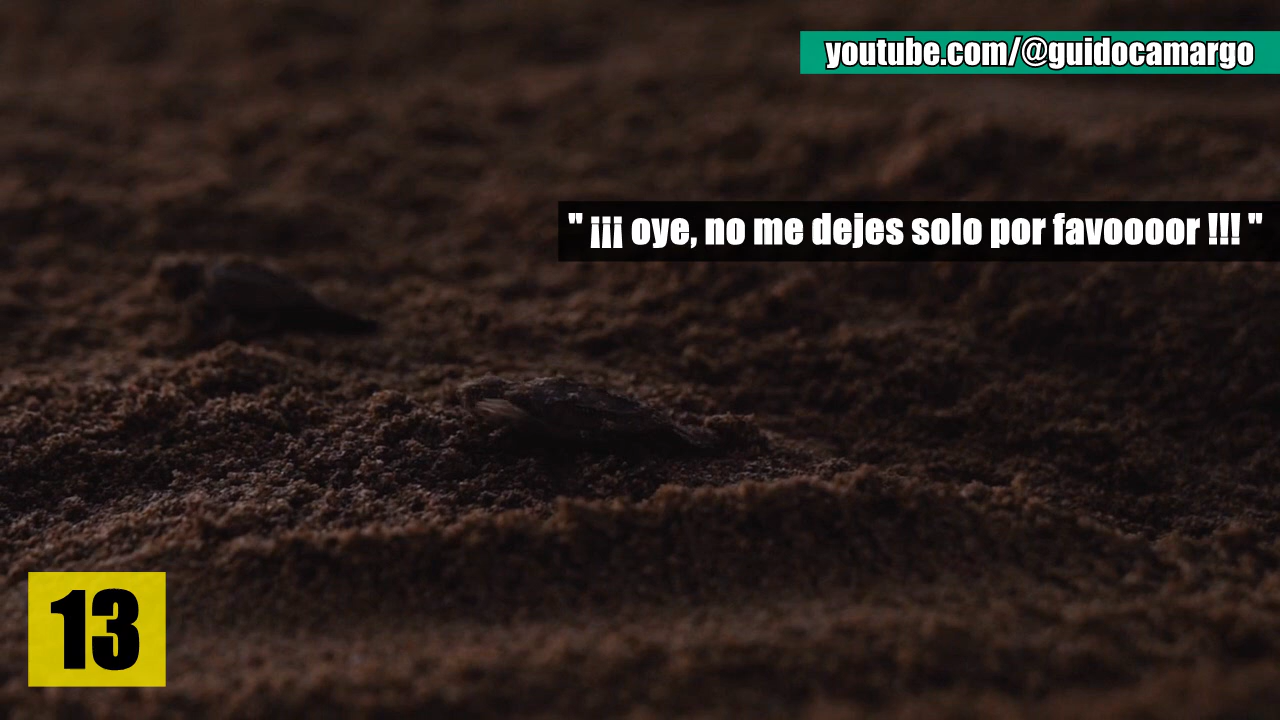 youtube.com/@guidocamargo
" ¡¡¡ oye, no me dejes solo por favoooor !!! "
13